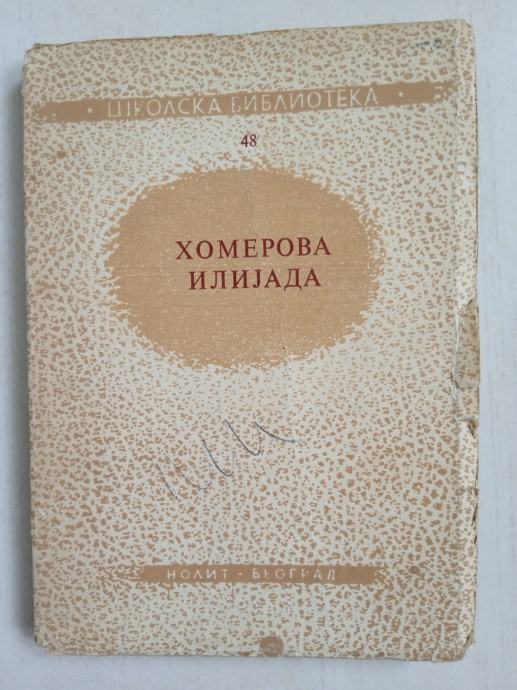 · ШКОЛСКА БИБЛИОТЕКА ·
48
ХОМЕРОВА
ИЛИЈАДА
НОЛИТ · БЕОГРАД